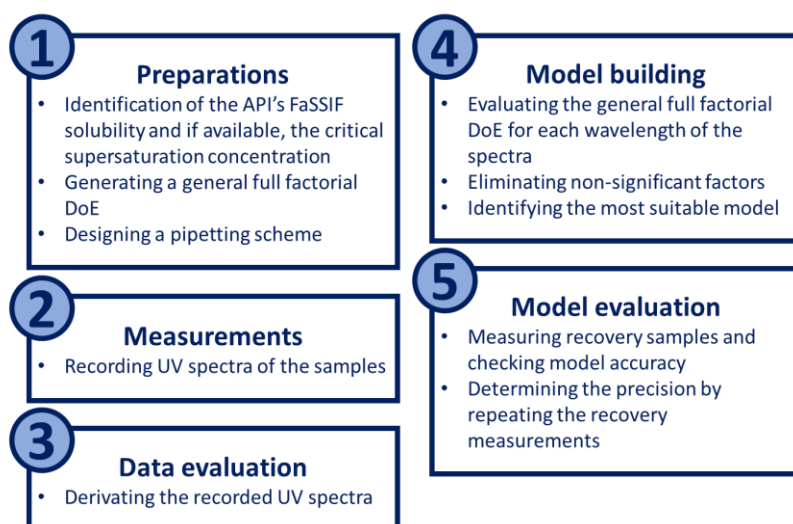 1
Preparations
• Identification of the API's FaSSIF
solubility and if available, the critical
supersaturation concentration
• Generating a general full factorial
DoE
• Designing a pipetting scheme
2
Measurements
• Recording UV spectra of the samples
3
Data evaluation
• Derivating the recorded UV spectra
4
Model building
• Evaluating the general full factorial
DoE for each wavelength of the
spectra
• Eliminating non-significant factors
• Identifying the most suitable model
5
Model evaluation
• Measuring recovery samples and
checking model accuracy
• Determining the precision by
repeating the recovery
measurements